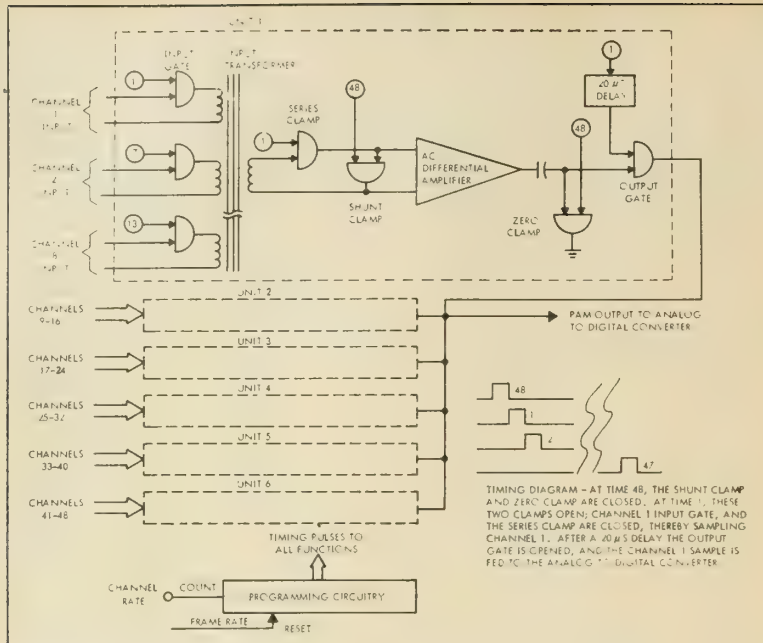 UNIT 1
INPUT
GATE
INPUT
TRANSFORMER
1
CHANNEL
1
INPUT
7
CHANNEL
2
INPUT
13
CHANNEL
8
INPUT
1
SERIES
CLAMP
48
SHUNT
CLAMP
AC
DIFFERENTIAL
AMPLIFIER
1
20 µS
DELAY
48
OUTPUT
GATE
ZERO
CLAMP
CHANNELS
9-16
UNIT 2
CHANNELS
17-24
UNIT 3
CHANNELS
25-32
UNIT 4
CHANNELS
33-40
UNIT 5
CHANNELS
41-48
UNIT 6
PAM OUTPUT TO ANALOG
TO DIGITAL CONVERTER
48
1
2
47
TIMING DIAGRAM - AT TIME 48, THE SHUNT CLAMP
AND ZERO CLAMP ARE CLOSED. AT TIME 1, THESE
TWO CLAMPS OPEN; CHANNEL 1 INPUT GATE, AND
THE SERIES CLAMP ARE CLOSED, THEREBY SAMPLING
CHANNEL 1. AFTER A 20 µS DELAY THE OUTPUT
GATE IS OPENED, AND THE CHANNEL 1 SAMPLE IS
FED TO THE ANALOG TO DIGITAL CONVERTER
TIMING PULSES TO
ALL FUNCTIONS
CHANNEL
RATE
COUNT
PROGRAMMING CIRCUITRY
FRAME RATE
RESET